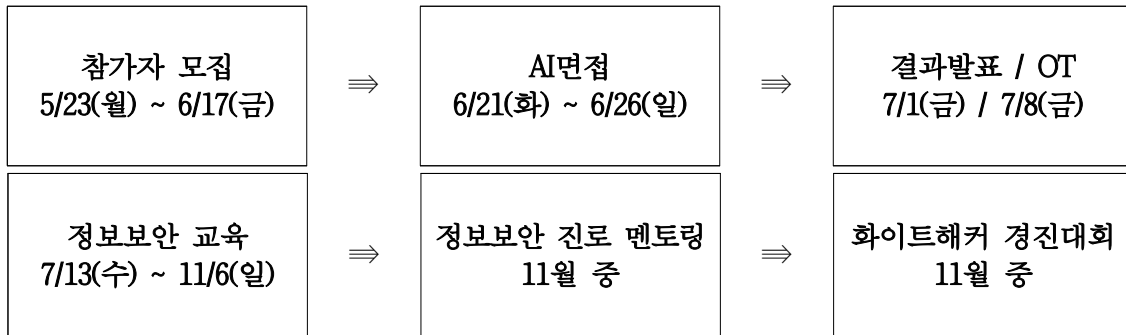 참가자 모집
5/23(월) ~ 6/17(금)
⇛
AI면접
6/21(화) ~ 6/26(일)
⇛
결과발표 / OT
7/1(금) / 7/8(금)
정보보안 교육
7/13(수) ~ 11/6(일)
⇛
정보보안 진로 멘토링
11월 중
⇛
화이트해커 경진대회
11월 중